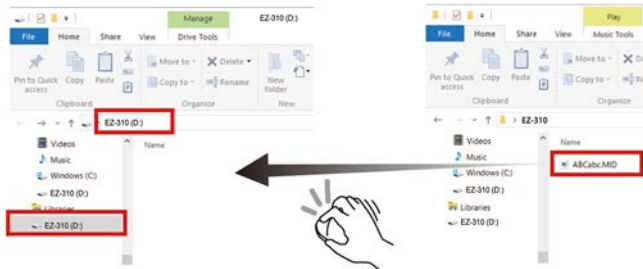 Manage
EZ-310 (D:)
File
Home
Share
View
Drive Tools
Pin to Quick access
Copy
Paste
Move to
Copy to
Delete
Rename
New folder
Clipboard
Organize
New
EZ-310 (D:)
Videos
Music
Windows (C:)
EZ-310 (D:)
Libraries
EZ-310 (D:)
Name
Play
File
Home
Share
View
Music Tools
Pin to Quick access
Copy
Paste
Move to
Copy to
Clipboard
Organize
> EZ-310
Videos
Music
Windows (C:)
EZ-310 (D:)
Libraries
EZ-310 (D:)
Name
ABCabc.MID